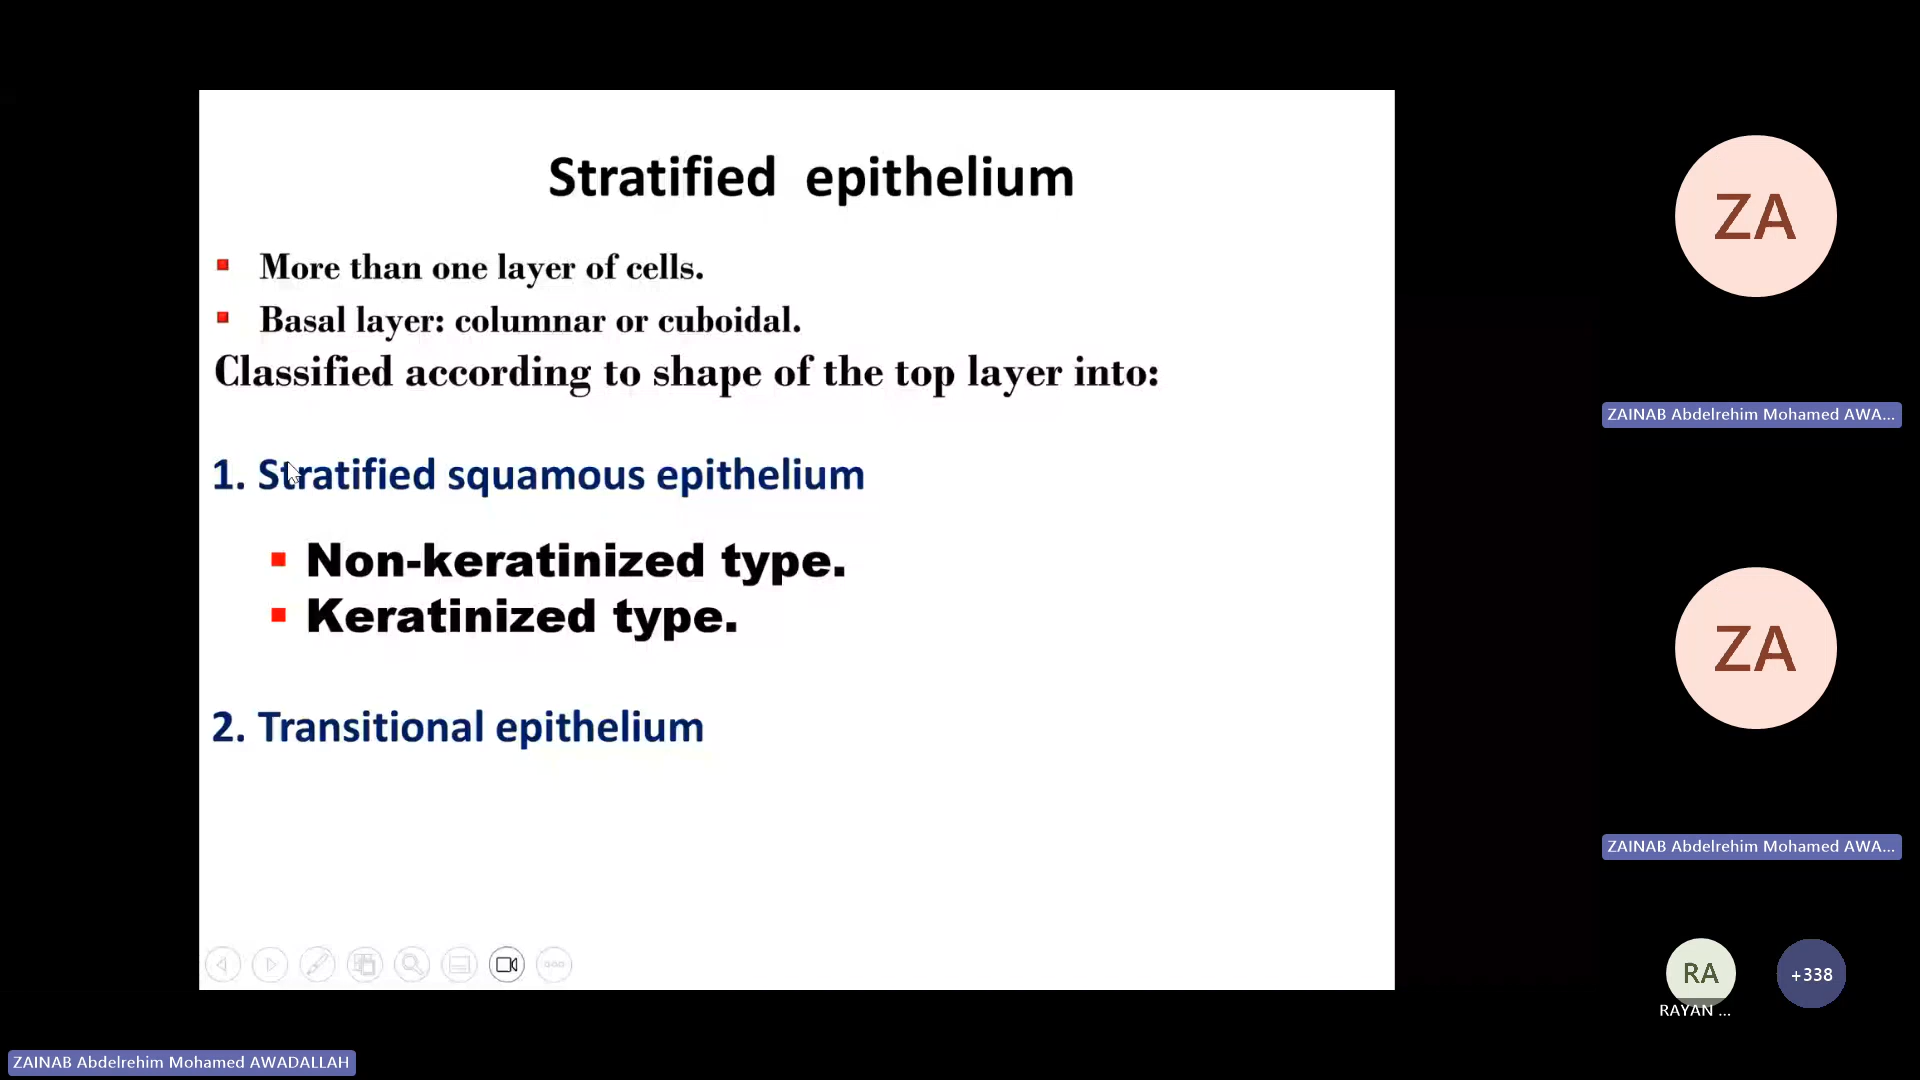 Stratified epithelium
More than one layer of cells.
Basal layer: columnar or cuboidal.
Classified according to shape of the top layer into:
1. Stratified squamous epithelium
Non-keratinized type.
Keratinized type.
2. Transitional epithelium
ZA
ZAINAB Abdelrehim Mohamed AWA...
ZA
ZAINAB Abdelrehim Mohamed AWA...
RA
+338
RAYAN ...
ZAINAB Abdelrehim Mohamed AWADALLAH